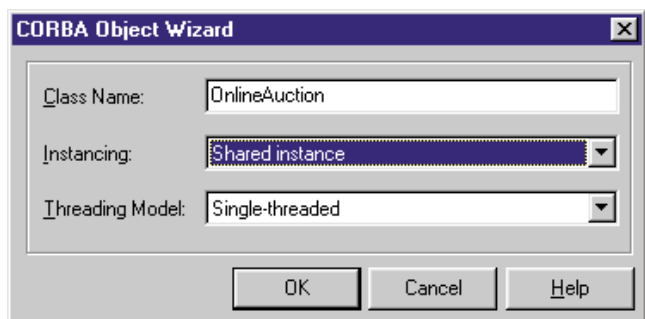 CORBA Object Wizard
Class Name: OnlineAuction
Instancing: Shared instance
Threading Model: Single-threaded
OK Cancel Help